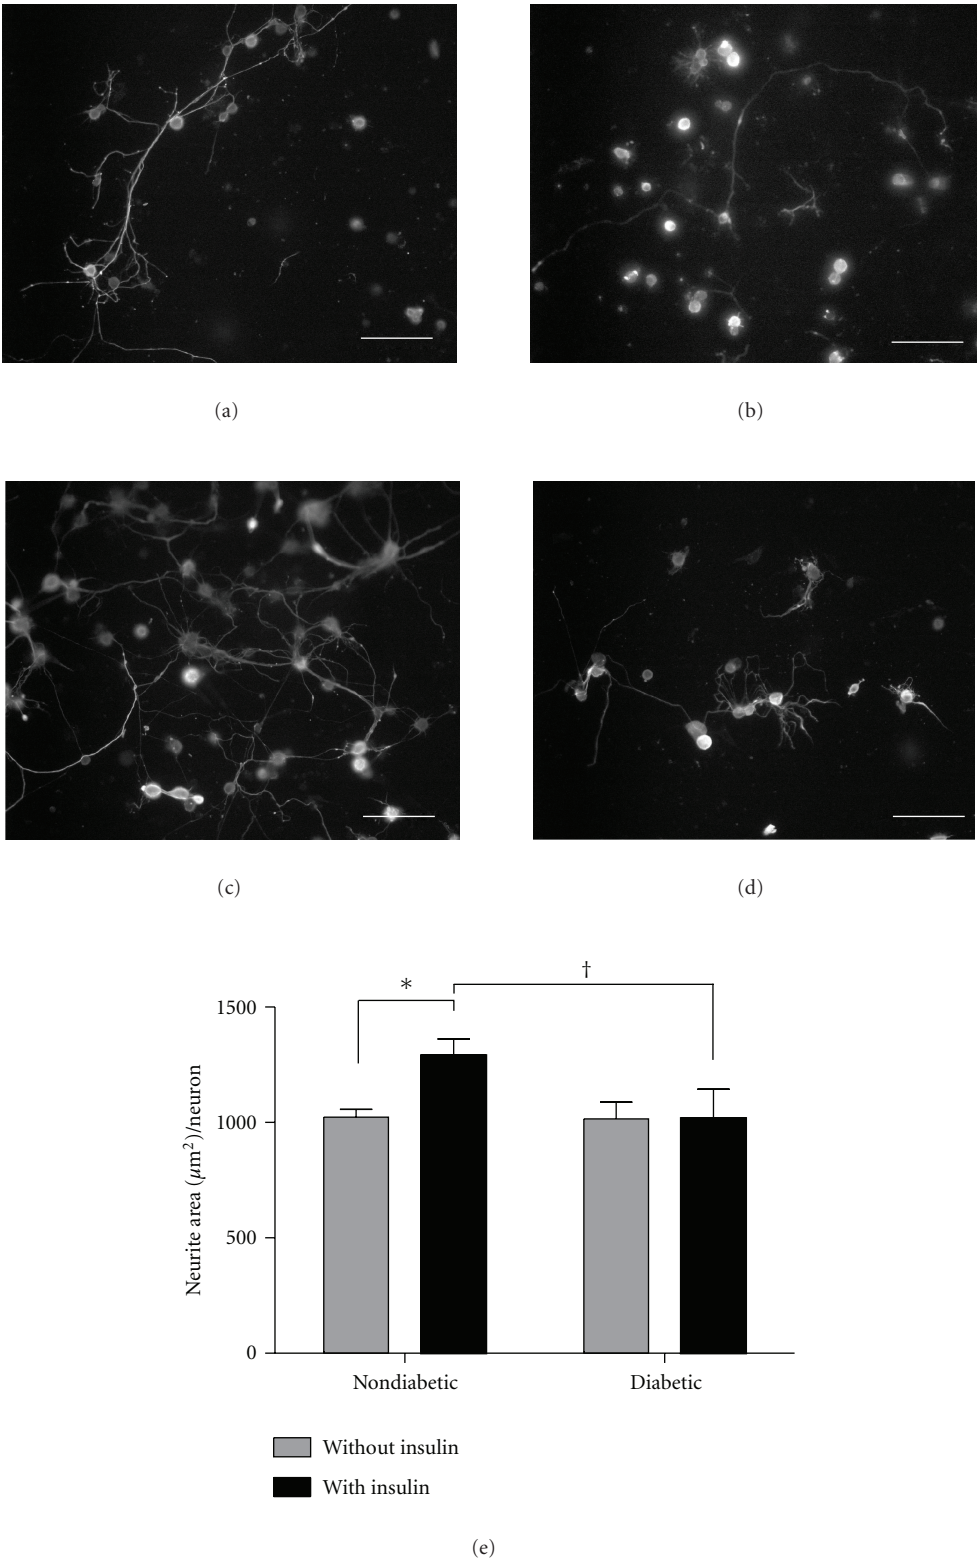 (a)
(b)
(c)
(d)
* †
1500
1000
500
0
Neurite area (μm²)/neuron
Nondiabetic Diabetic
Without insulin
With insulin
(e)